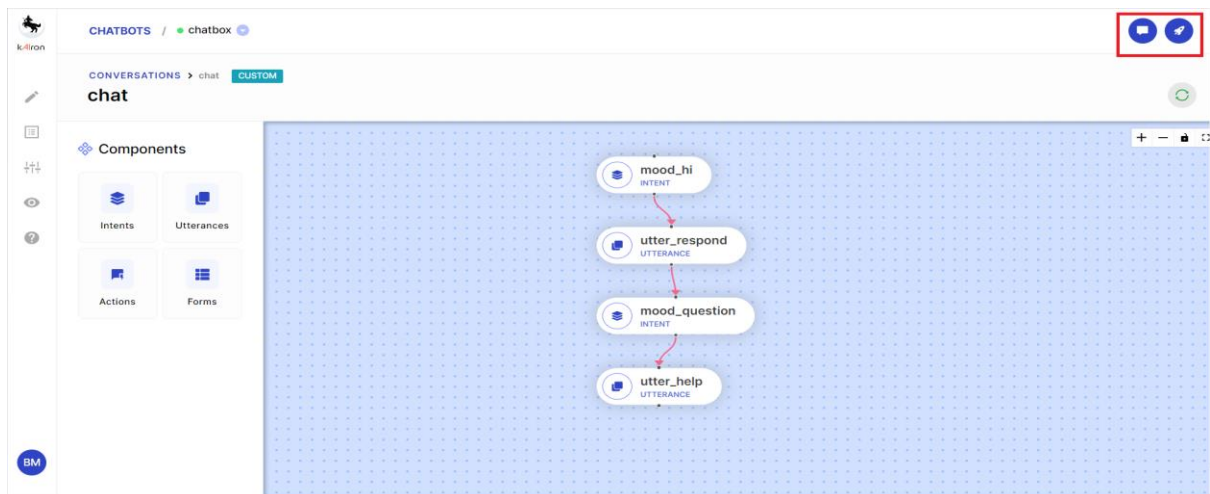 kAIron
CHATBOTS / chatbox
CONVERSATIONS > chat CUSTOM
chat
Components
Intents
Utterances
Actions
Forms
mood_hi
INTENT
utter_respond
UTTERANCE
mood_question
INTENT
utter_help
UTTERANCE
BM